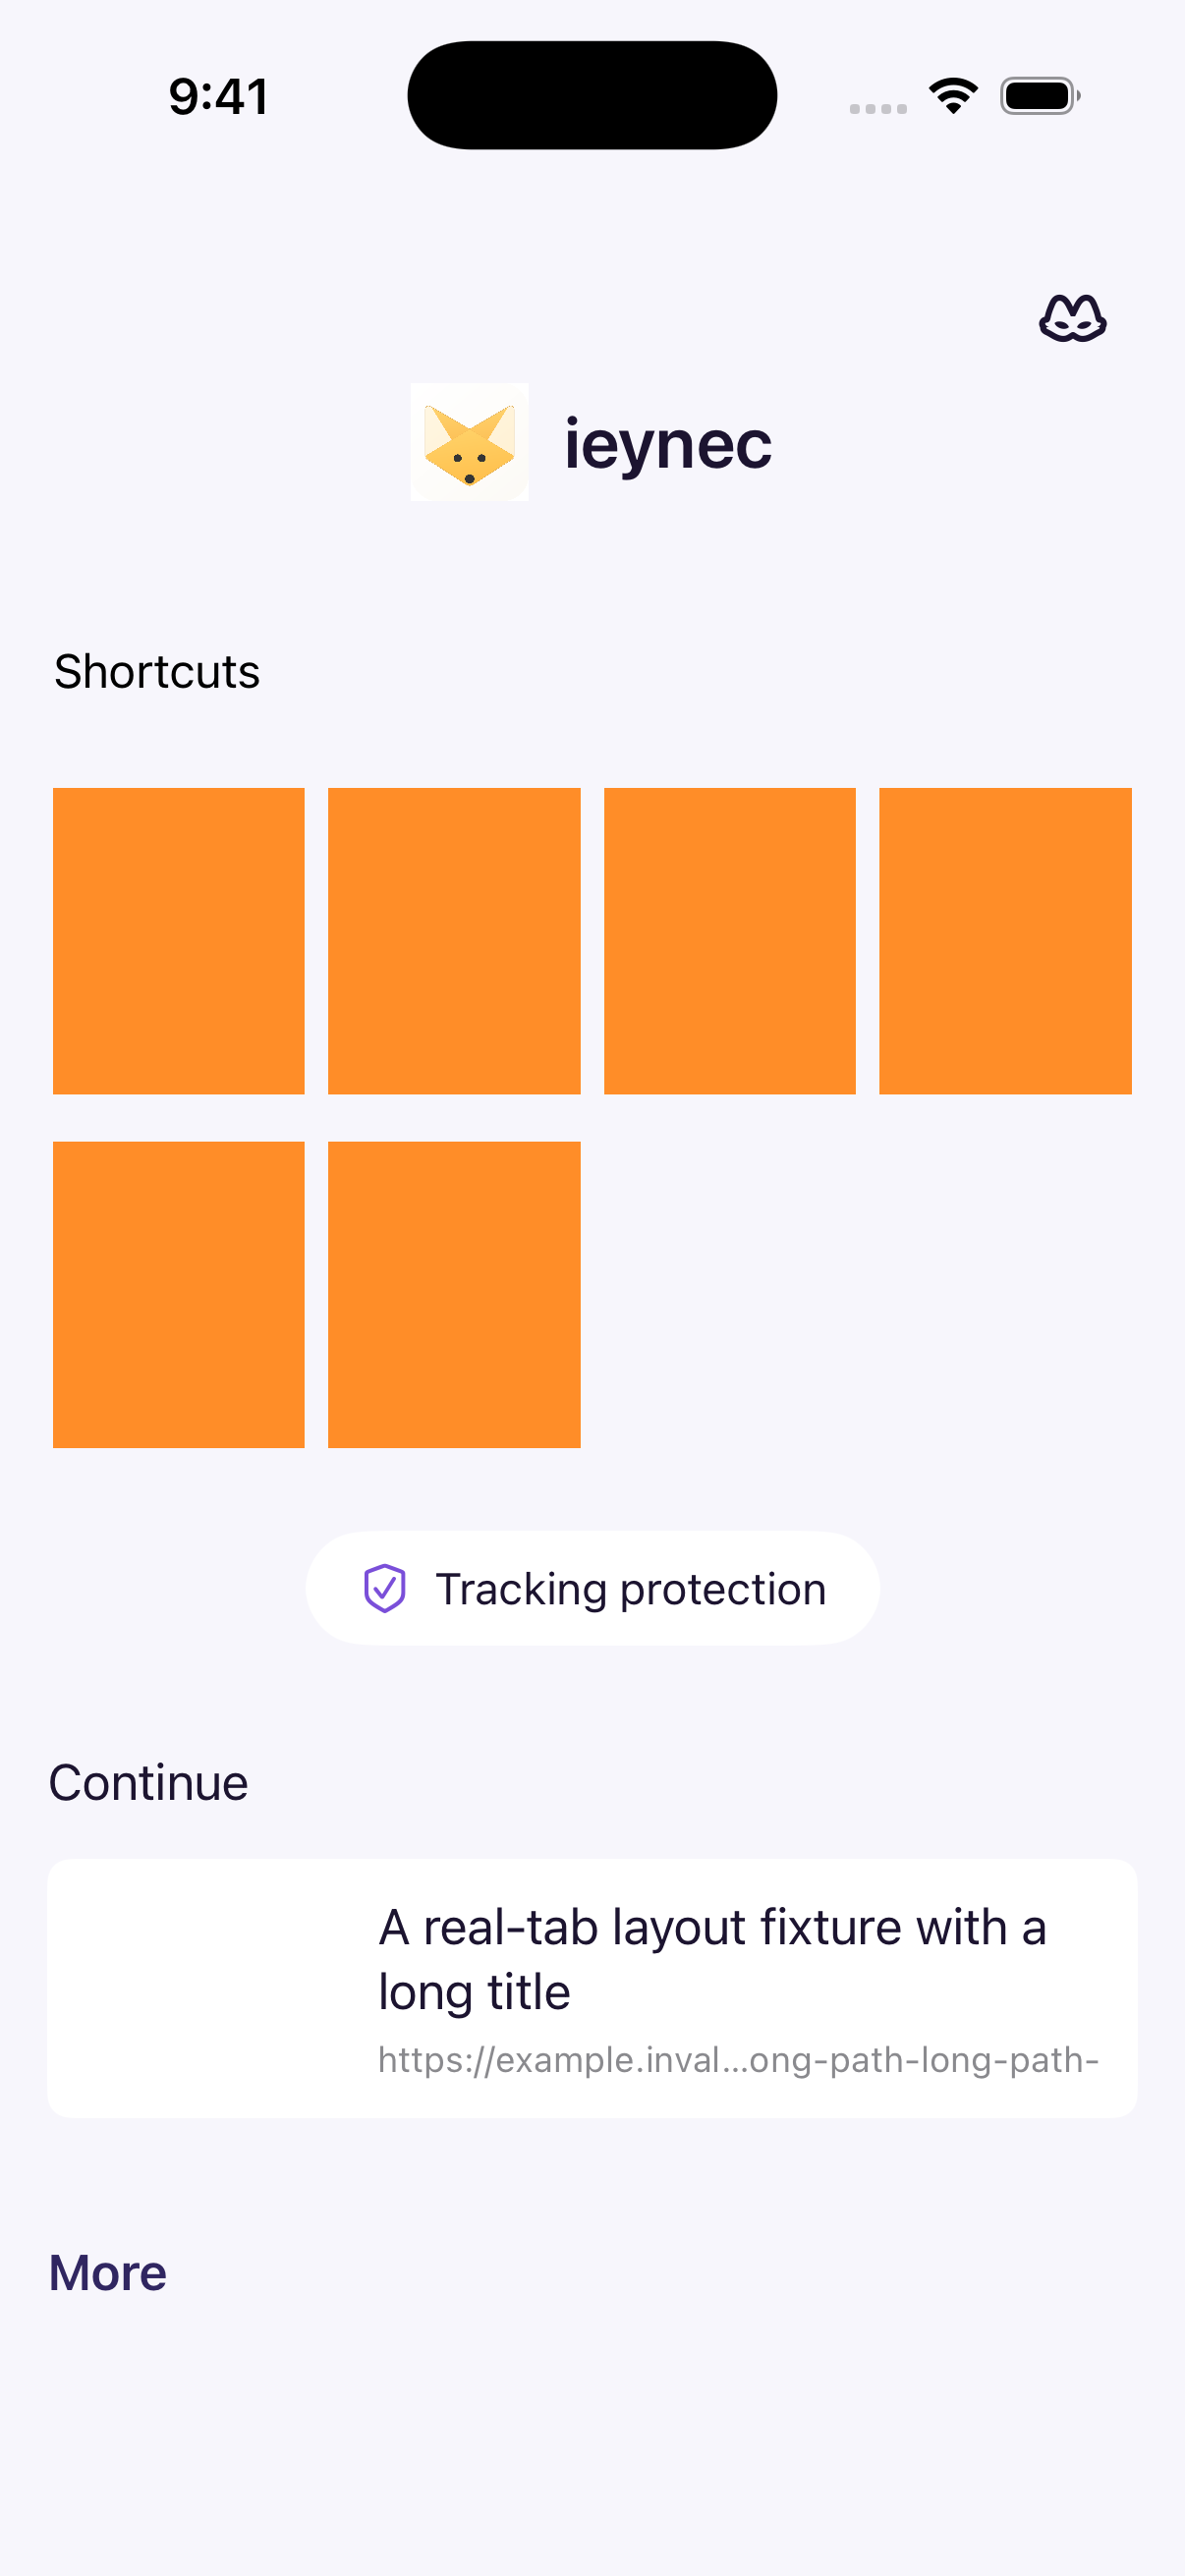 9:41
ieynec
Shortcuts
Tracking protection
Continue
A real-tab layout fixture with a
long title
https://example.inval...ong-path-long-path-
More